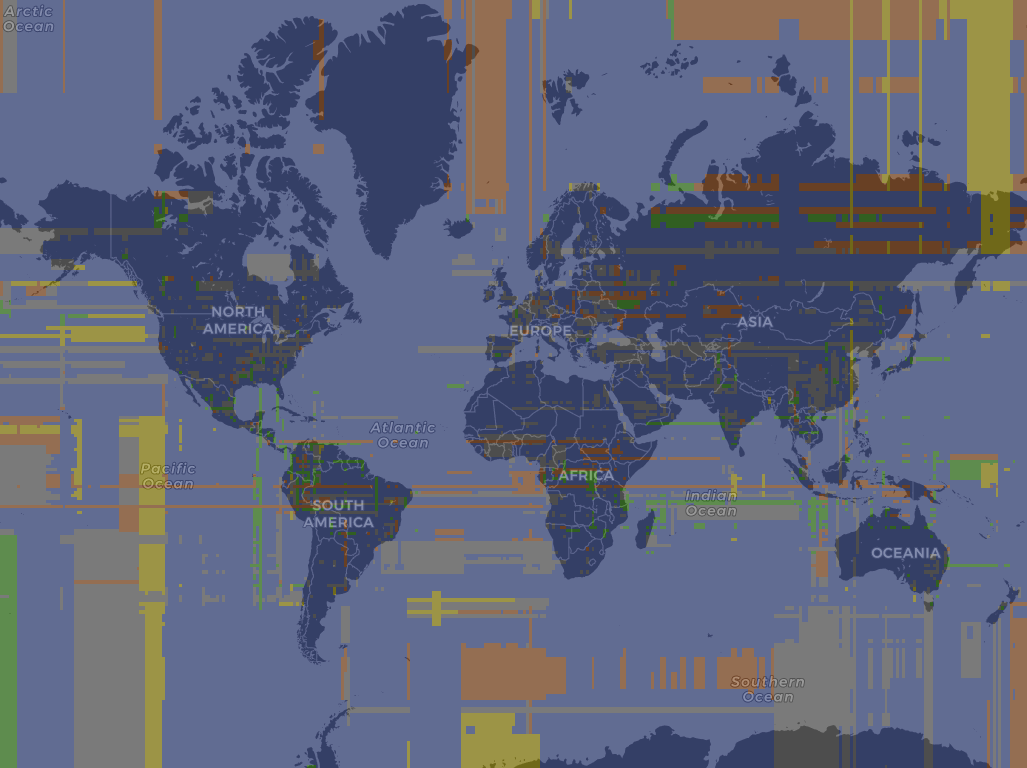 Arctic
Ocean
NORTH
AMERICA
EUROPE
ASIA
Atlantic
Ocean
Pacific
Ocean
AFRICA
Indian
Ocean
SOUTH
AMERICA
OCEANIA
Southern
Ocean